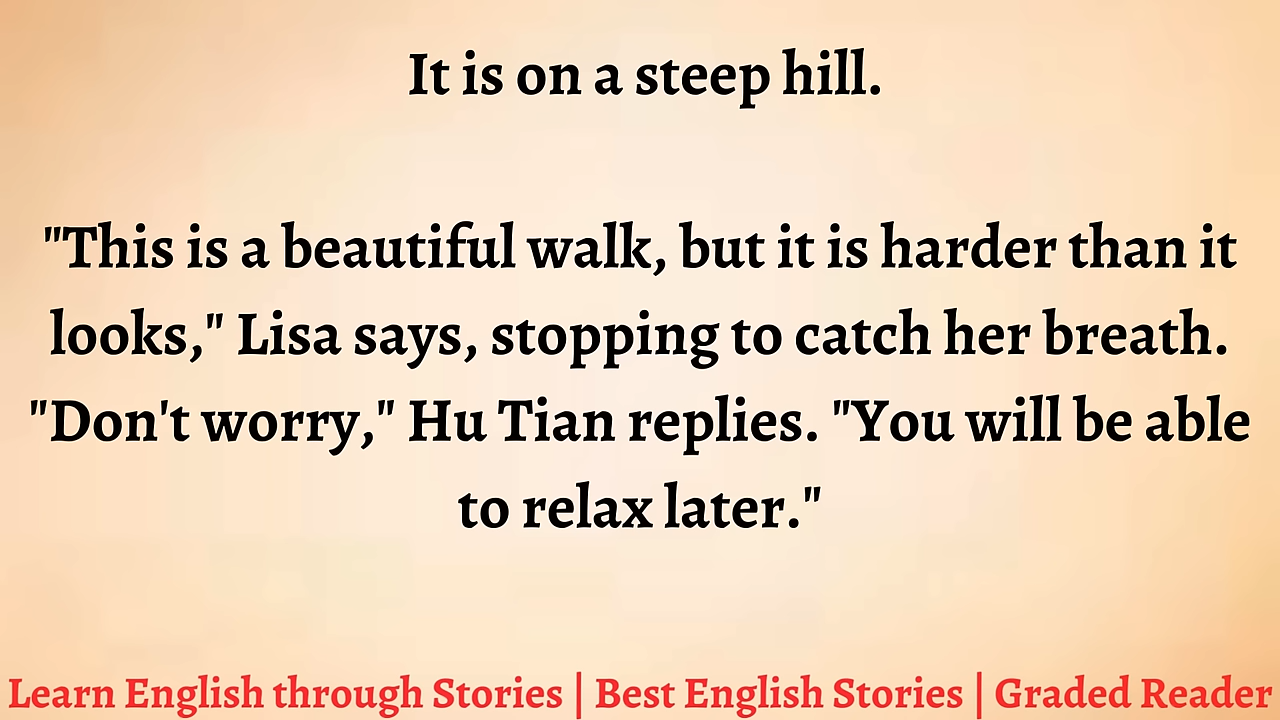 It is on a steep hill.
"This is a beautiful walk, but it is harder than it
looks," Lisa says, stopping to catch her breath.
"Don't worry," Hu Tian replies. "You will be able
to relax later."
Learn English through Stories | Best English Stories | Graded Reader